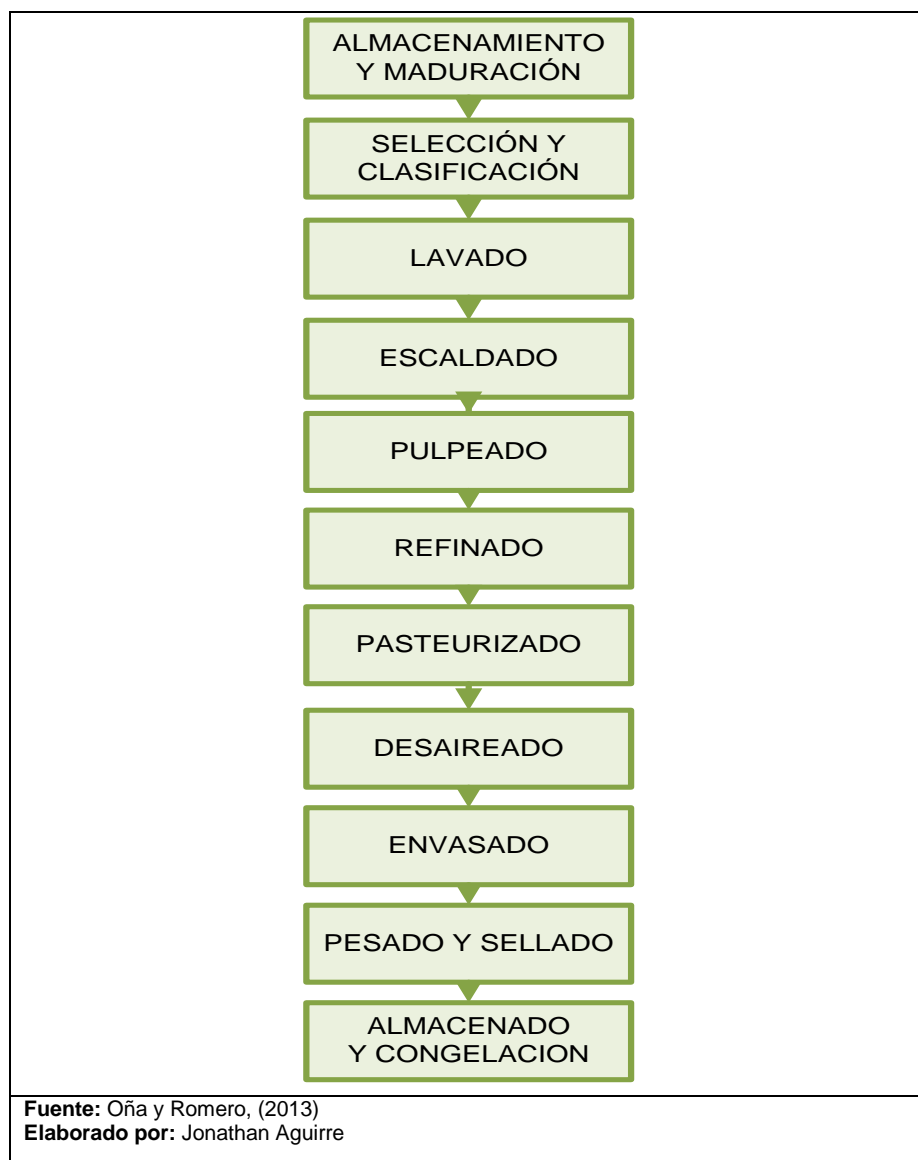 ALMACENAMIENTO
Y MADURACIÓN
SELECCIÓN Y
CLASIFICACIÓN
LAVADO
ESCALDADO
PULPEADO
REFINADO
PASTEURIZADO
DESAIREADO
ENVASADO
PESADO Y SELLADO
ALMACENADO
Y CONGELACION
Fuente: Oña y Romero, (2013)
Elaborado por: Jonathan Aguirre